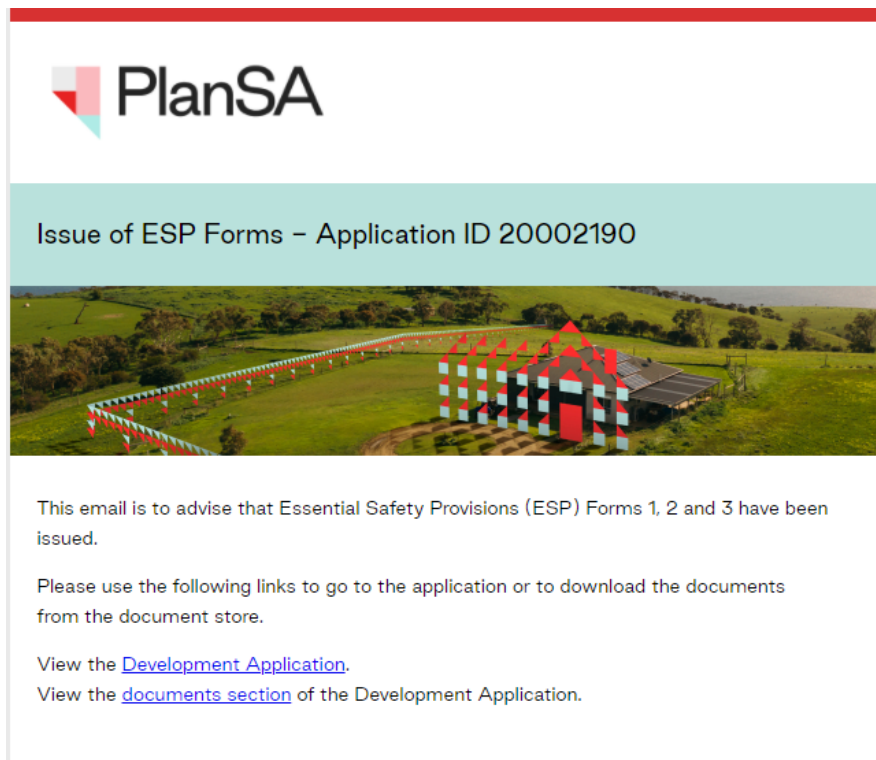 PlanSA
Issue of ESP Forms – Application ID 20002190
This email is to advise that Essential Safety Provisions (ESP) Forms 1, 2 and 3 have been
issued.
Please use the following links to go to the application or to download the documents
from the document store.
View the Development Application.
View the documents section of the Development Application.